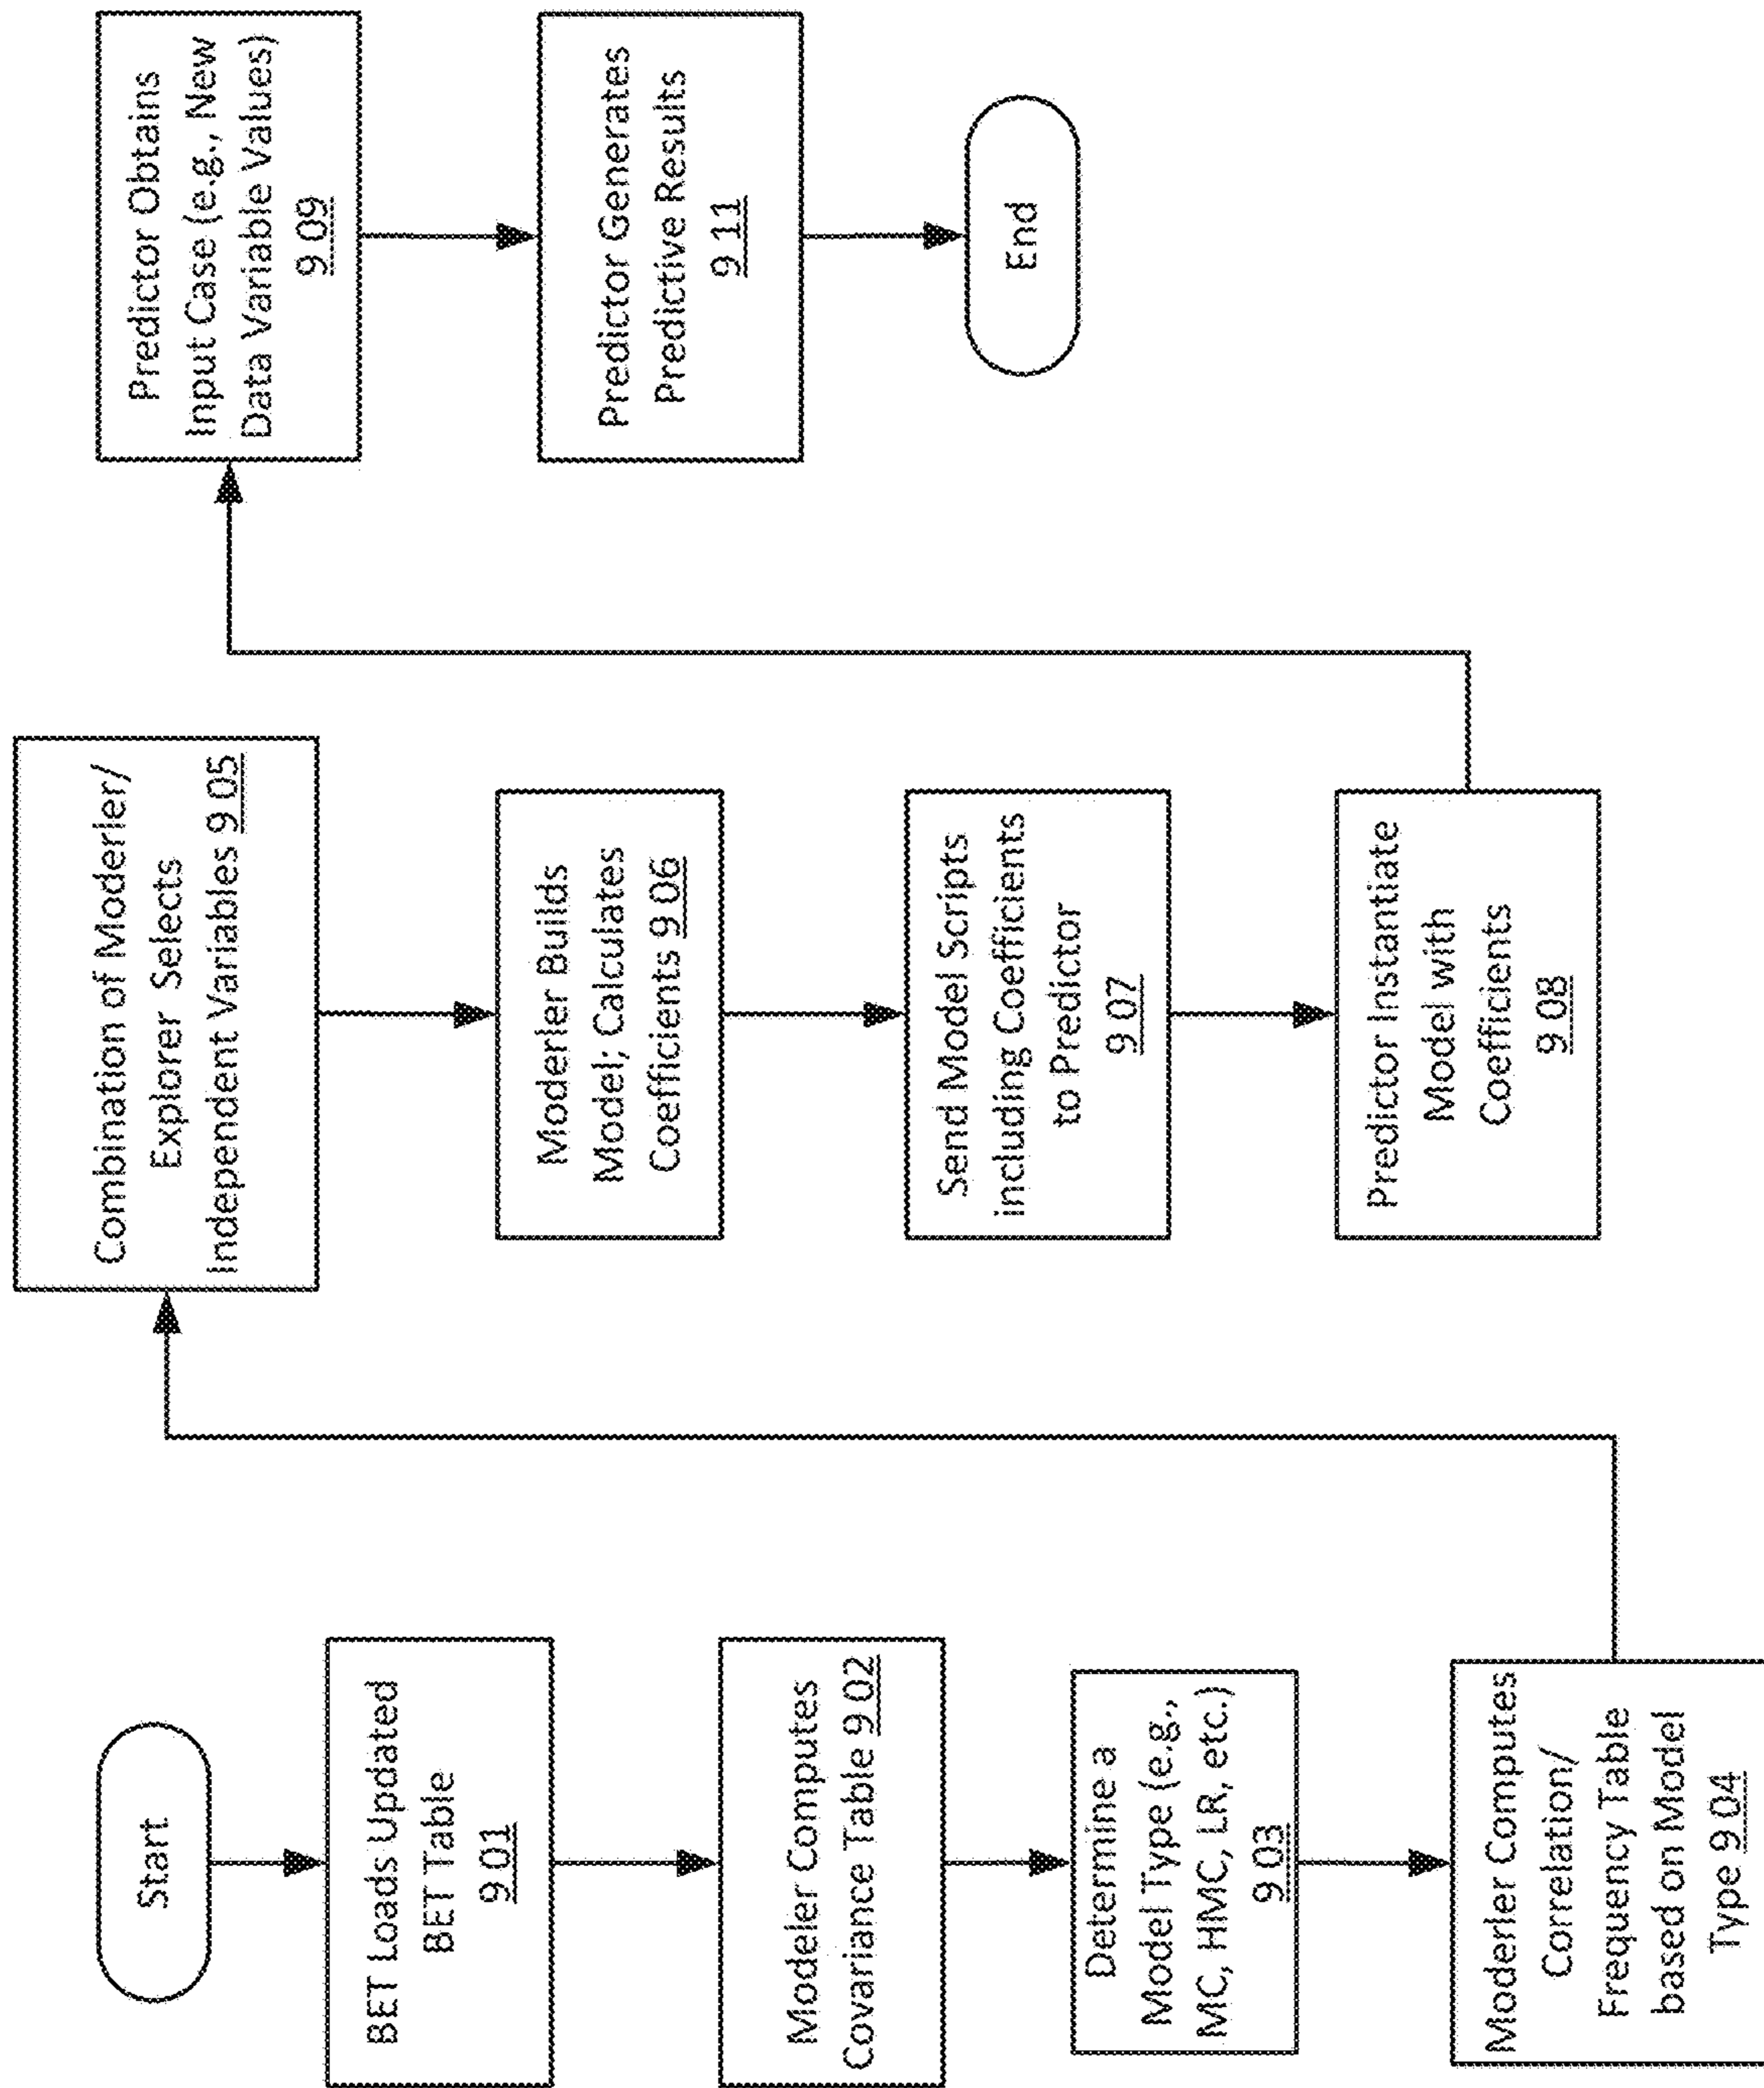 Start
BET Loads Updated
BET Table
9 01
Modeler Computes
Covariance Table 9 02
Determine a
Model Type (e.g.,
MC, HMC, LR, etc.)
9 03
Moderler Computes
Correlation/
Frequency Table
based on Model
Type 9 04
Combination of Moderler/
Explorer Selects
Independent Variables 9 05
Moderler Builds
Model; Calculates
Coefficients 9 06
Send Model Scripts
including Coefficients
to Predictor
9 07
Predictor Instantiate
Model with
Coefficients
9 08
Predictor Obtains
Input Case (e.g., New
Data Variable Values)
9 09
Predictor Generates
Predictive Results
9 11
End